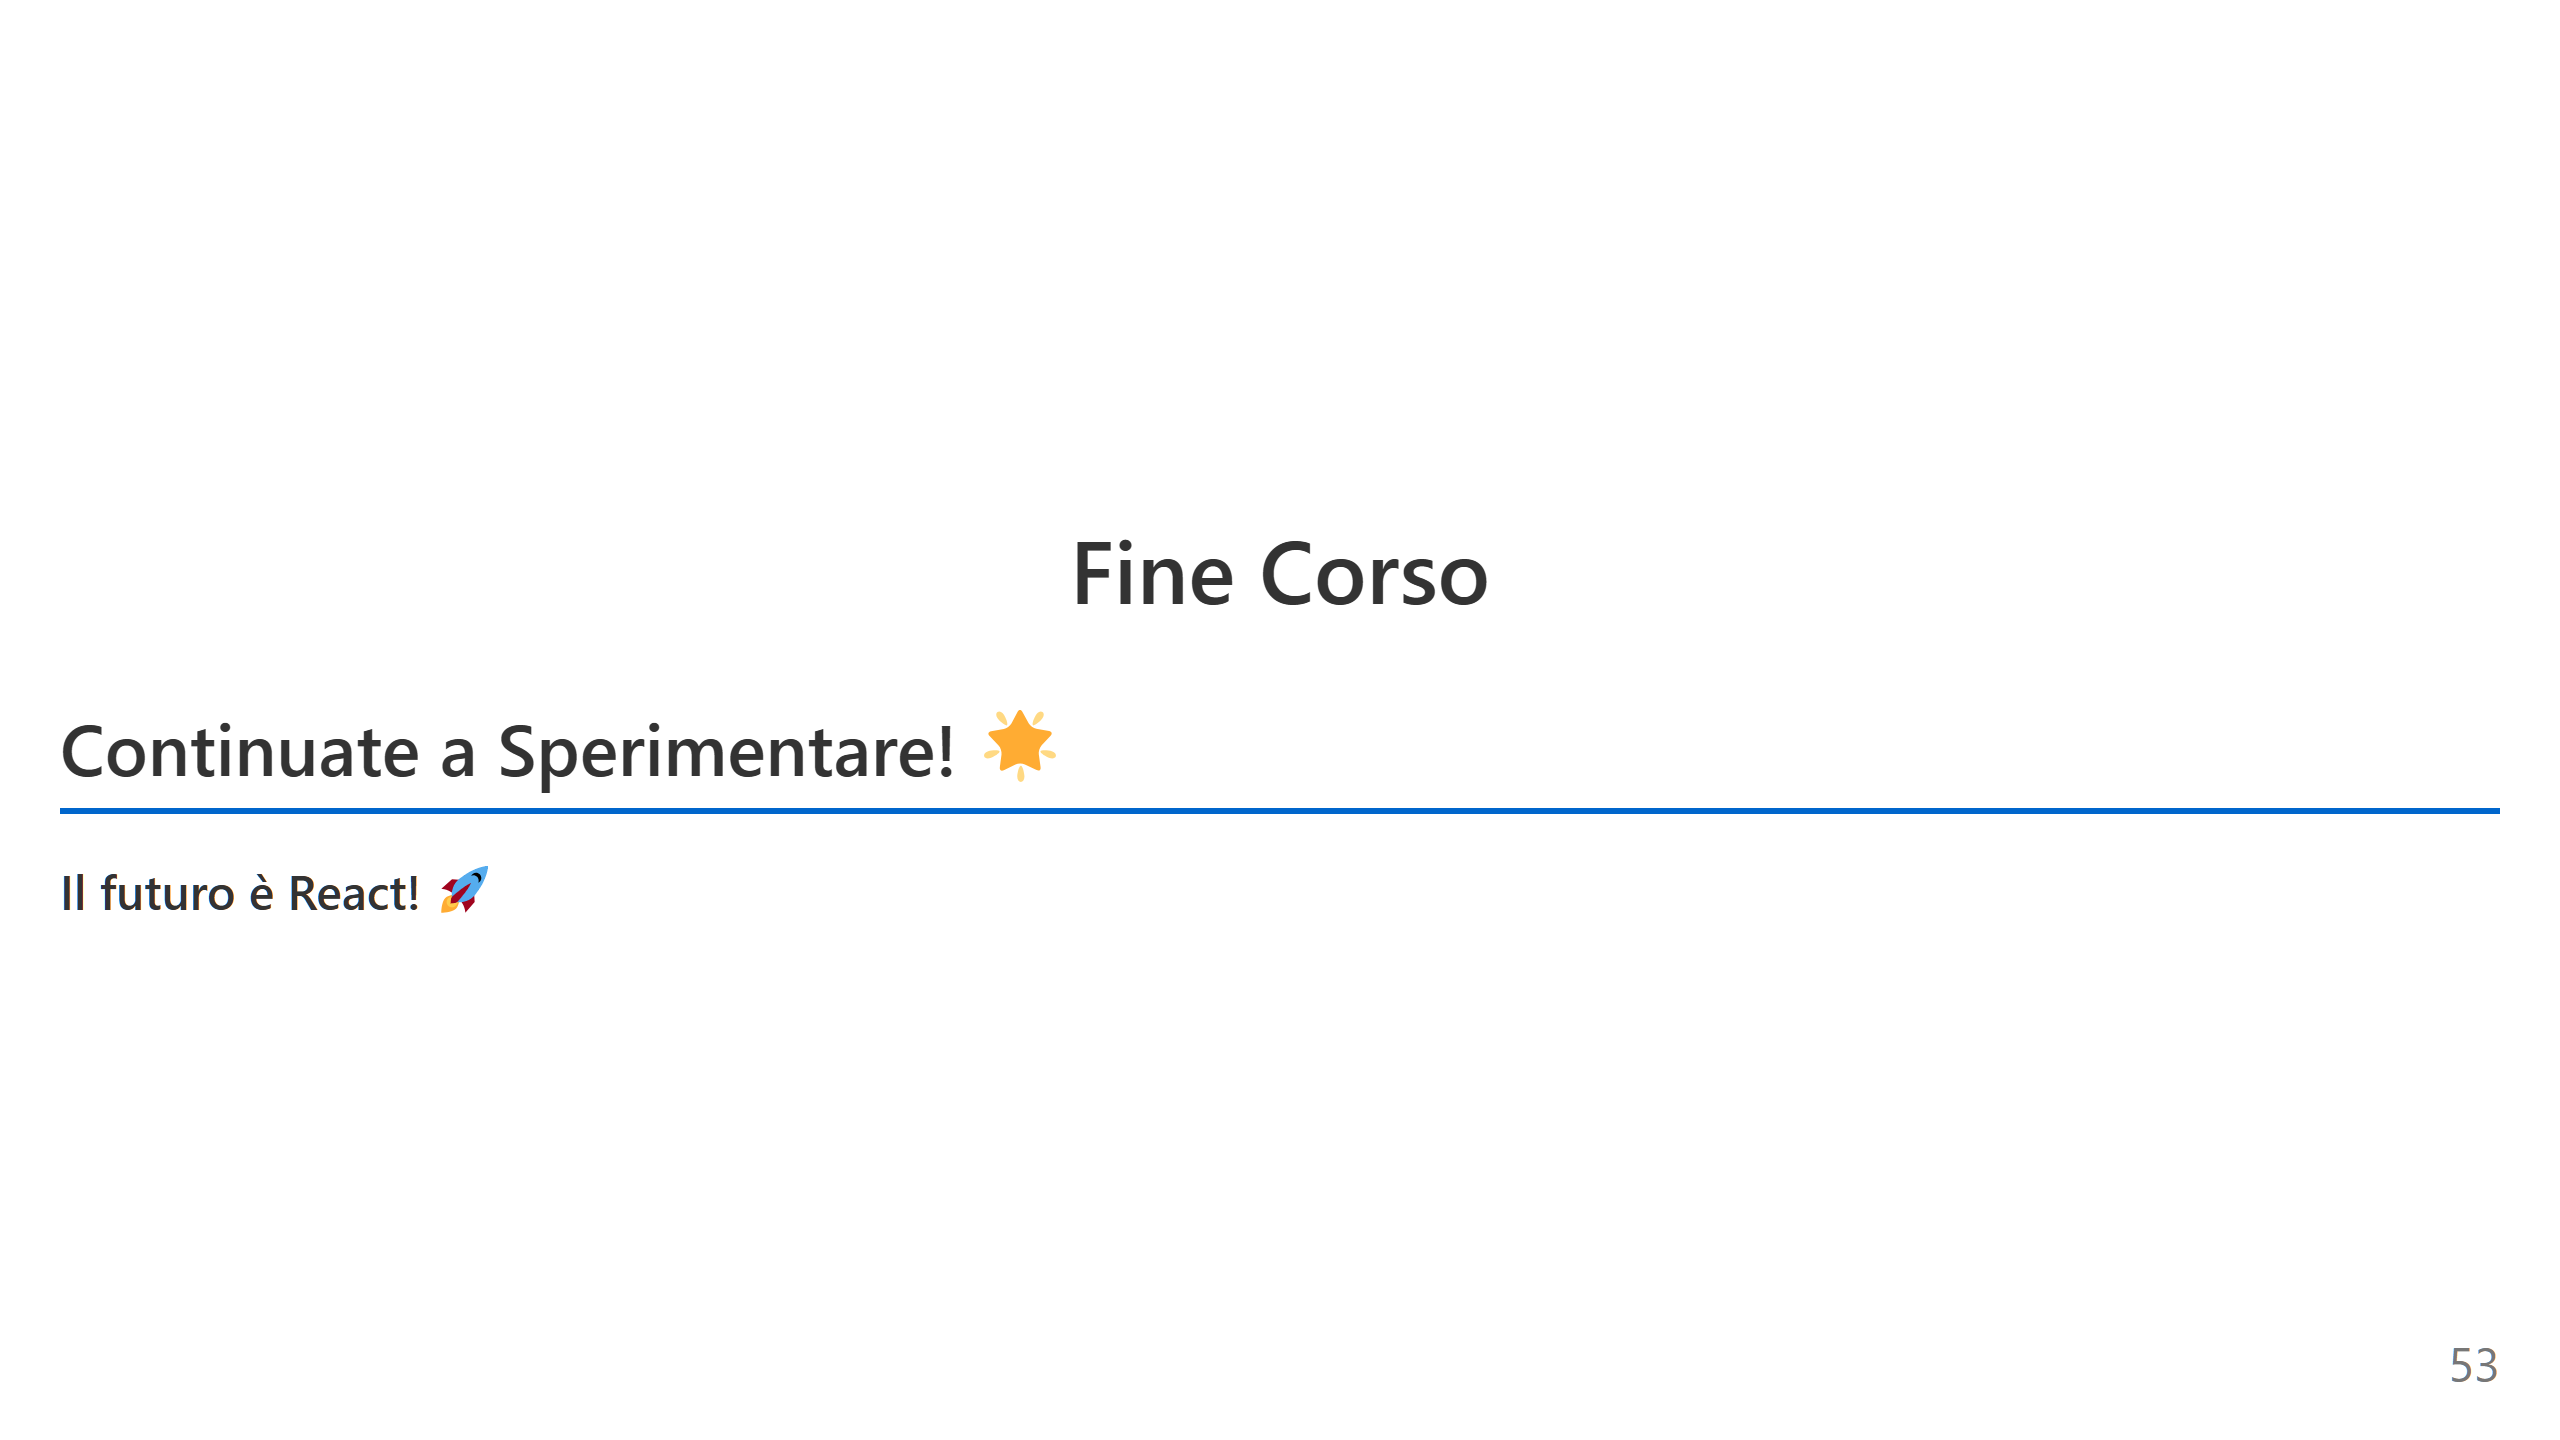 Fine Corso
Continuate a Sperimentare! 🌟
Il futuro è React! 🚀
53